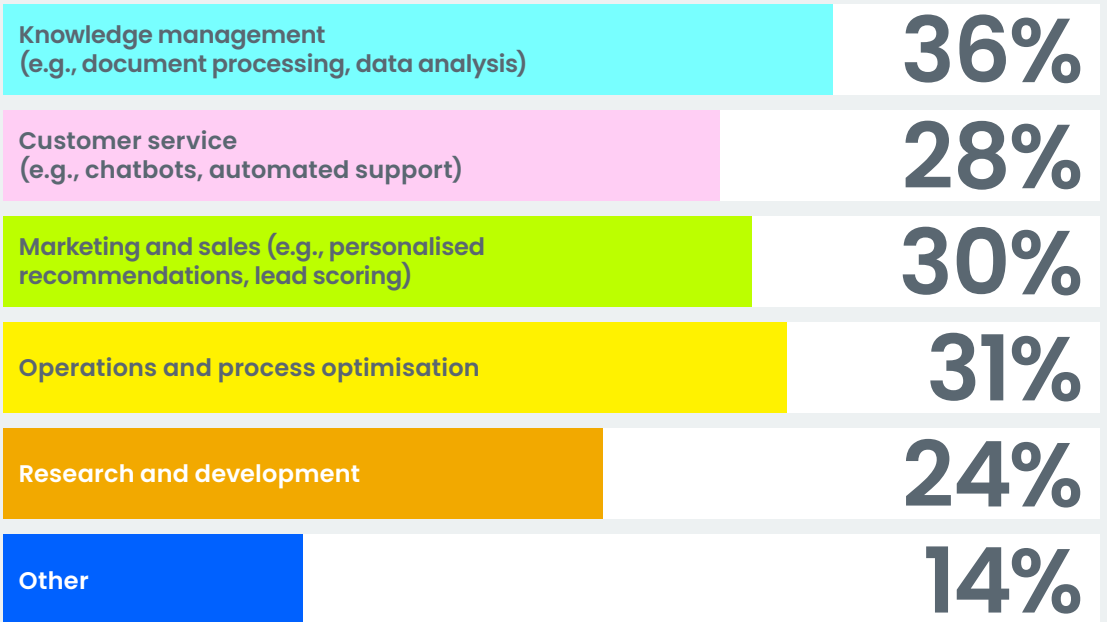 Knowledge management
(e.g., document processing, data analysis)
36%
Customer service
(e.g., chatbots, automated support)
28%
Marketing and sales (e.g., personalised
recommendations, lead scoring)
30%
Operations and process optimisation
31%
Research and development
24%
Other
14%